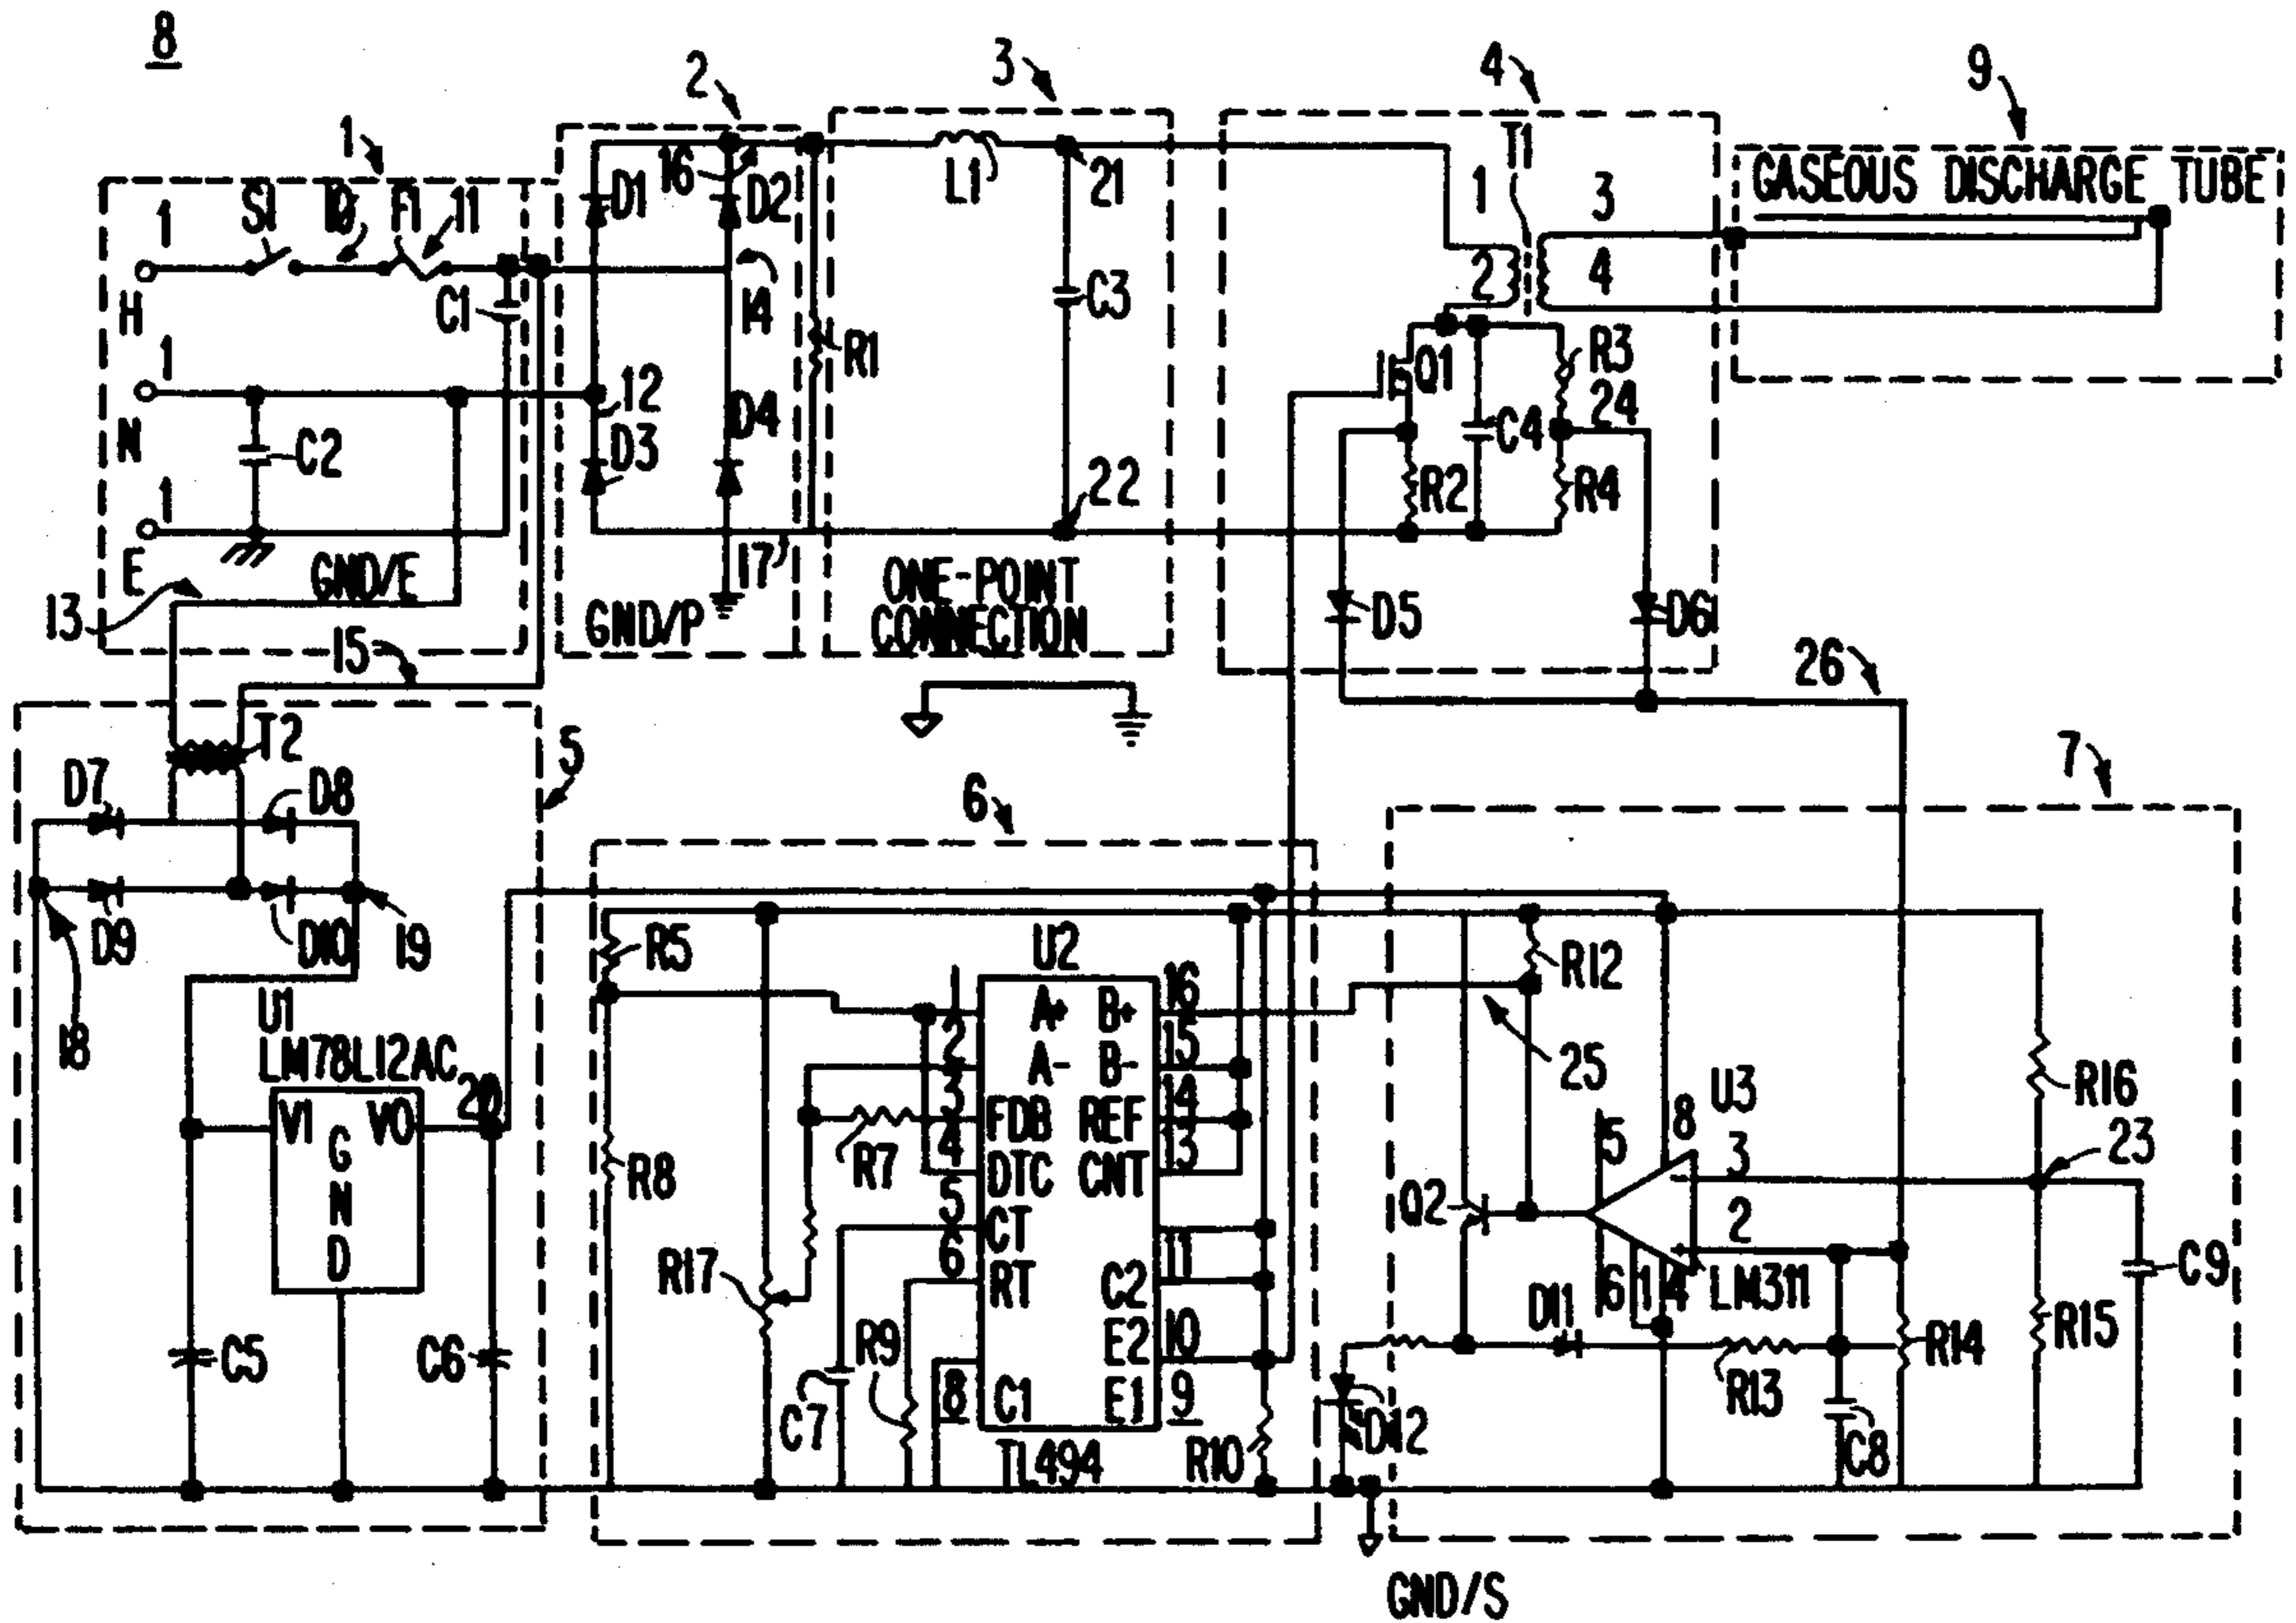 8
1
2
3
4
9
H
1
S1
10
F1
11
C1
N
1
C2
E
1
GND/E
13
15
D1
16
D2
14
12
D3
D4
17
GND/P
R1
L1
21
C3
22
ONE-POINT
CONNECTION
T1
1
2
3
4
GASEOUS DISCHARGE TUBE
Q1
R3
24
C4
R2
R4
D5
D6
26
5
T2
D7
D8
D9
D10
18
19
U1
LM78L12AC
20
VI
VO
G
N
D
C5
C6
6
R5
R8
R17
R7
C7
R9
U2
1
2
3
4
5
6
8
A+
A-
FDB
DTC
CT
RT
C1
B+
B-
REF
CNT
C2
E2
E1
16
15
14
13
11
10
9
TL494
R10
7
R12
25
Q2
D11
D12
U3
5
8
3
2
6
1
4
LM311
R13
C8
R14
R16
23
R15
C9
GND/S